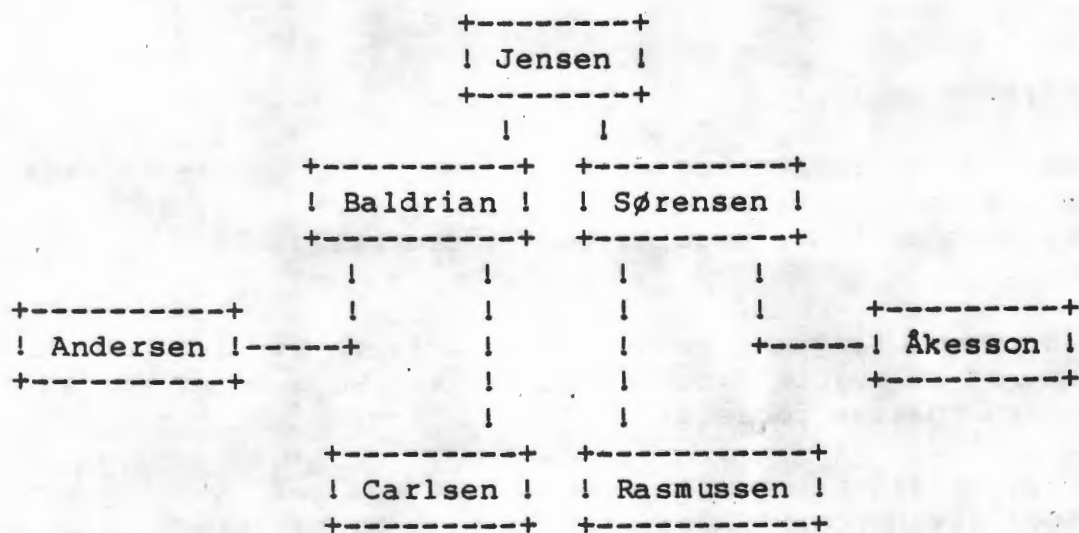 Jensen
Baldrian Sørensen
Andersen Åkesson
Carlsen Rasmussen